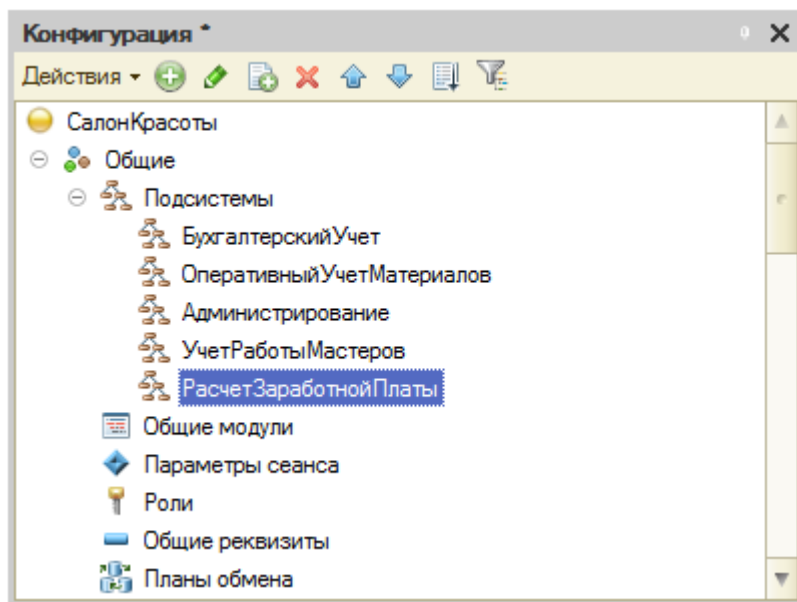 Конфигурация *
Действия
СалонКрасоты
Общие
Подсистемы
БухгалтерскийУчет
ОперативныйУчетМатериалов
Администрирование
УчетРаботыМастеров
РасчетЗаработнойПлаты
Общие модули
Параметры сеанса
Роли
Общие реквизиты
Планы обмена